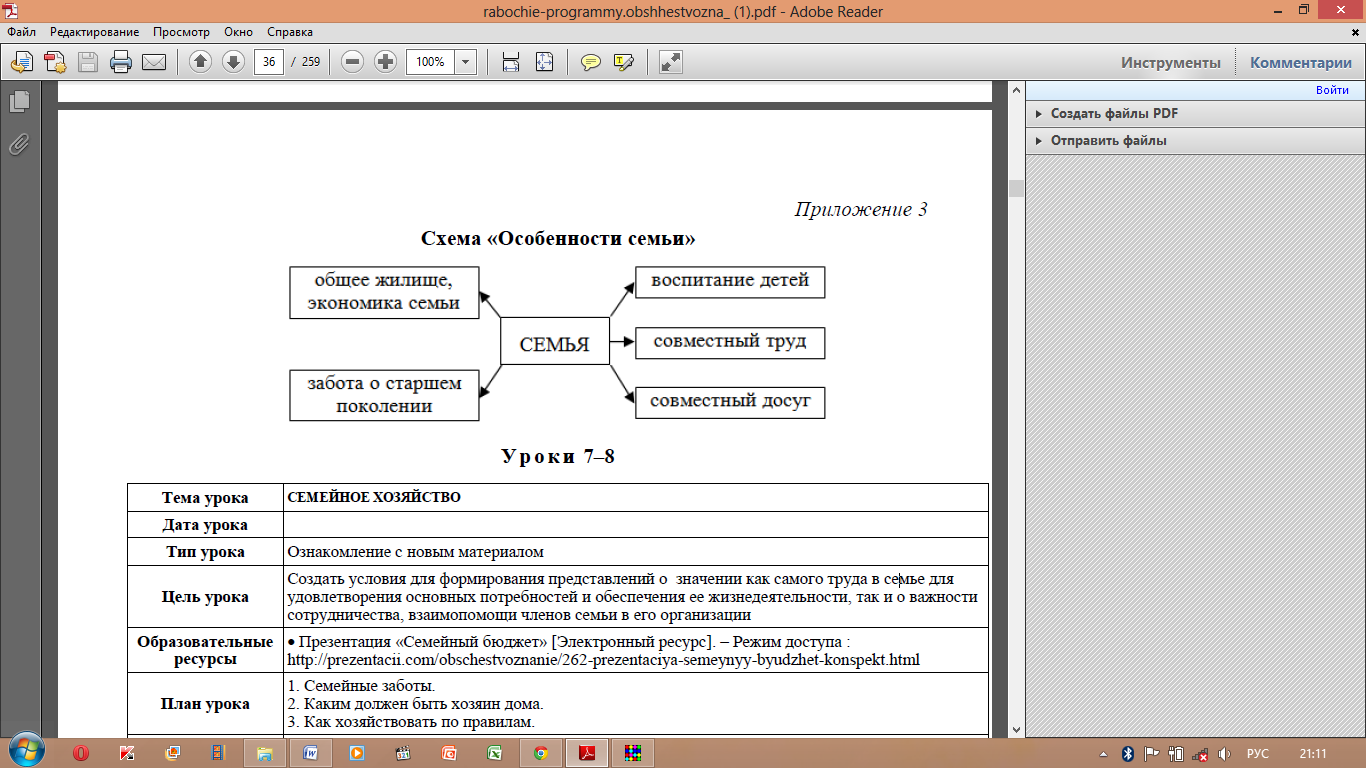 rabochie-programmy.obshhestvozna_ (1).pdf - Adobe Reader
Файл Редактирование Просмотр Окно Справка
36 / 259 100% Инструменты Комментарии
Войти
Создать файлы PDF
Отправить файлы
Приложение 3
Схема «Особенности семьи»
общее жилище,
экономика семьи
забота о старшем
поколении
СЕМЬЯ
воспитание детей
совместный труд
совместный досуг
Уроки 7–8
Тема урока СЕМЕЙНОЕ ХОЗЯЙСТВО
Дата урока
Тип урока Ознакомление с новым материалом
Цель урока
Создать условия для формирования представлений о значении как самого труда в семье для
удовлетворения основных потребностей и обеспечения ее жизнедеятельности, так и о важности
сотрудничества, взаимопомощи членов семьи в его организации
Образовательные
ресурсы
• Презентация «Семейный бюджет» [Электронный ресурс]. – Режим доступа :
http://prezentacii.com/obschestvoznanie/262-prezentaciya-semeynyy-byudzhet-konspekt.html
План урока
1. Семейные заботы.
2. Каким должен быть хозяин дома.
3. Как хозяйствовать по правилам.
РУС 21:11